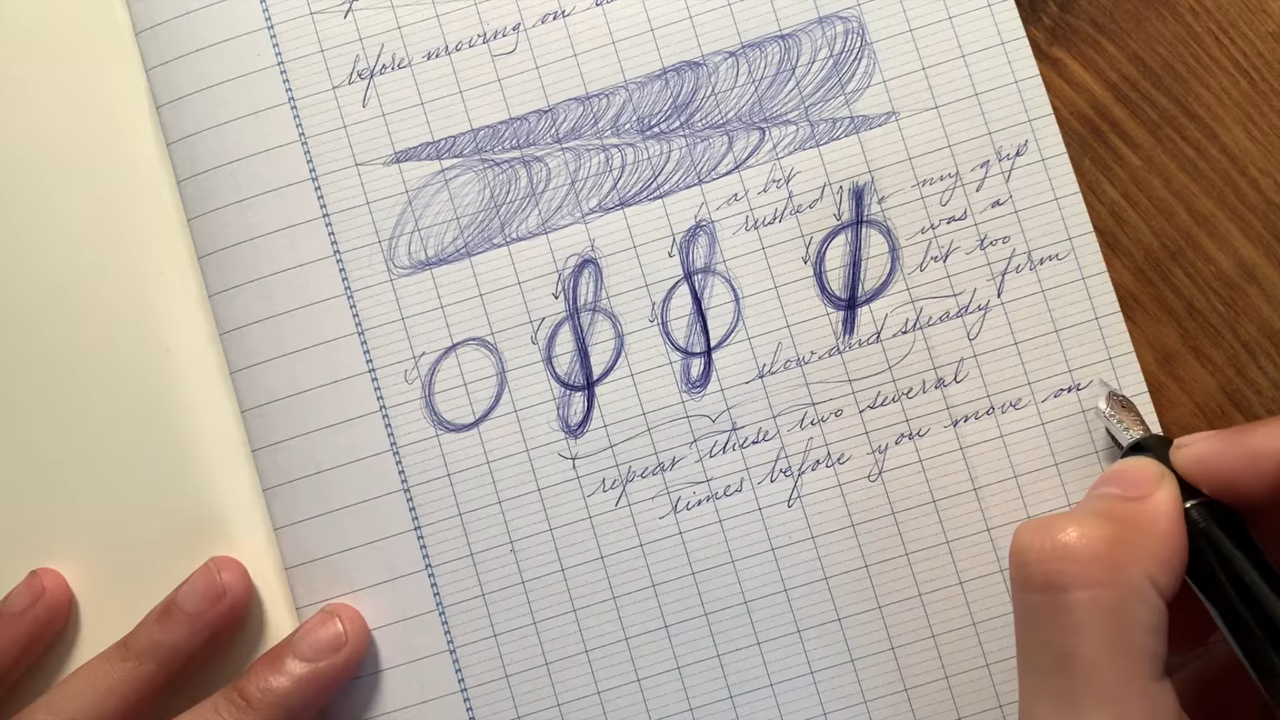 before moving on
a bit
rushed
my grip
was a
bit too
firm
slow and steady
repeat these two several
times before you move on